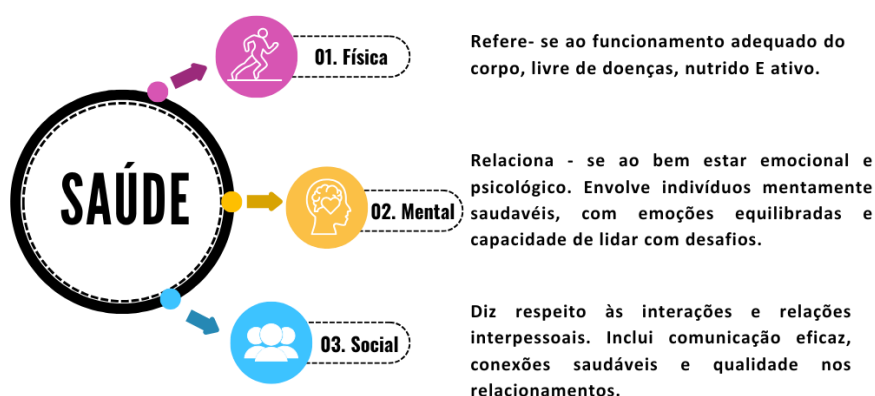 SAÚDE
01. Física
Refere- se ao funcionamento adequado do
corpo, livre de doenças, nutrido E ativo.
02. Mental
Relaciona - se ao bem estar emocional e
psicológico. Envolve indivíduos mentamente
saudavéis, com emoções equilibradas e
capacidade de lidar com desafios.
03. Social
Diz respeito às interações e relações
interpessoais. Inclui comunicação eficaz,
conexões saudáveis e qualidade nos
relacionamentos.